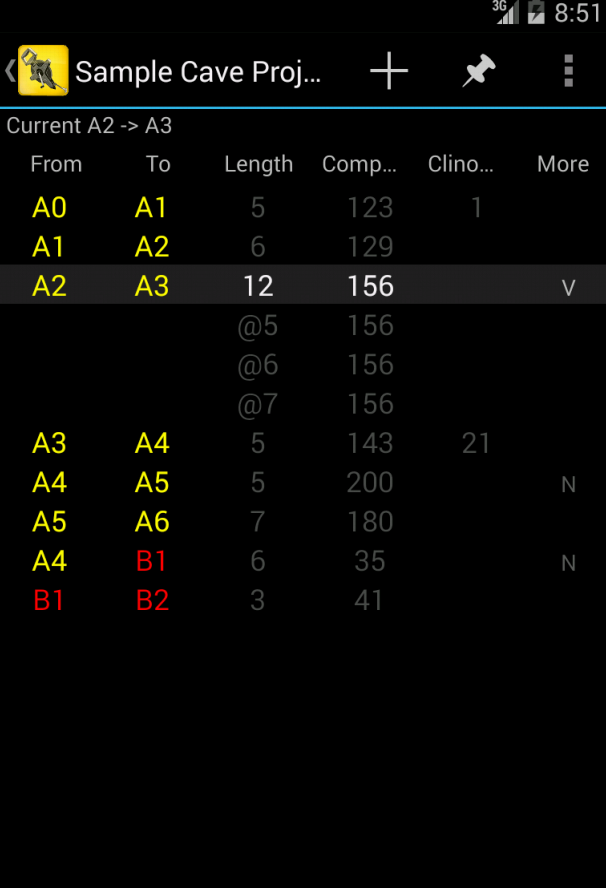 3G 8:51
Sample Cave Proj...
Current A2 -> A3
From To Length Comp... Clino... More
A0 A1 5 123 1
A1 A2 6 129
A2 A3 12 156 V
@5 156
@6 156
@7 156
A3 A4 5 143 21
A4 A5 5 200 N
A5 A6 7 180
A4 B1 6 35 N
B1 B2 3 41